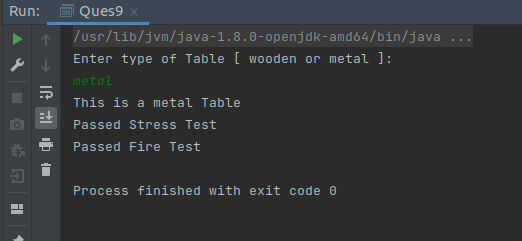 Run: Ques9
/usr/lib/jvm/java-1.8.0-openjdk-amd64/bin/java ...
Enter type of Table [ wooden or metal ]:
metal
This is a metal Table
Passed Stress Test
Passed Fire Test
Process finished with exit code 0